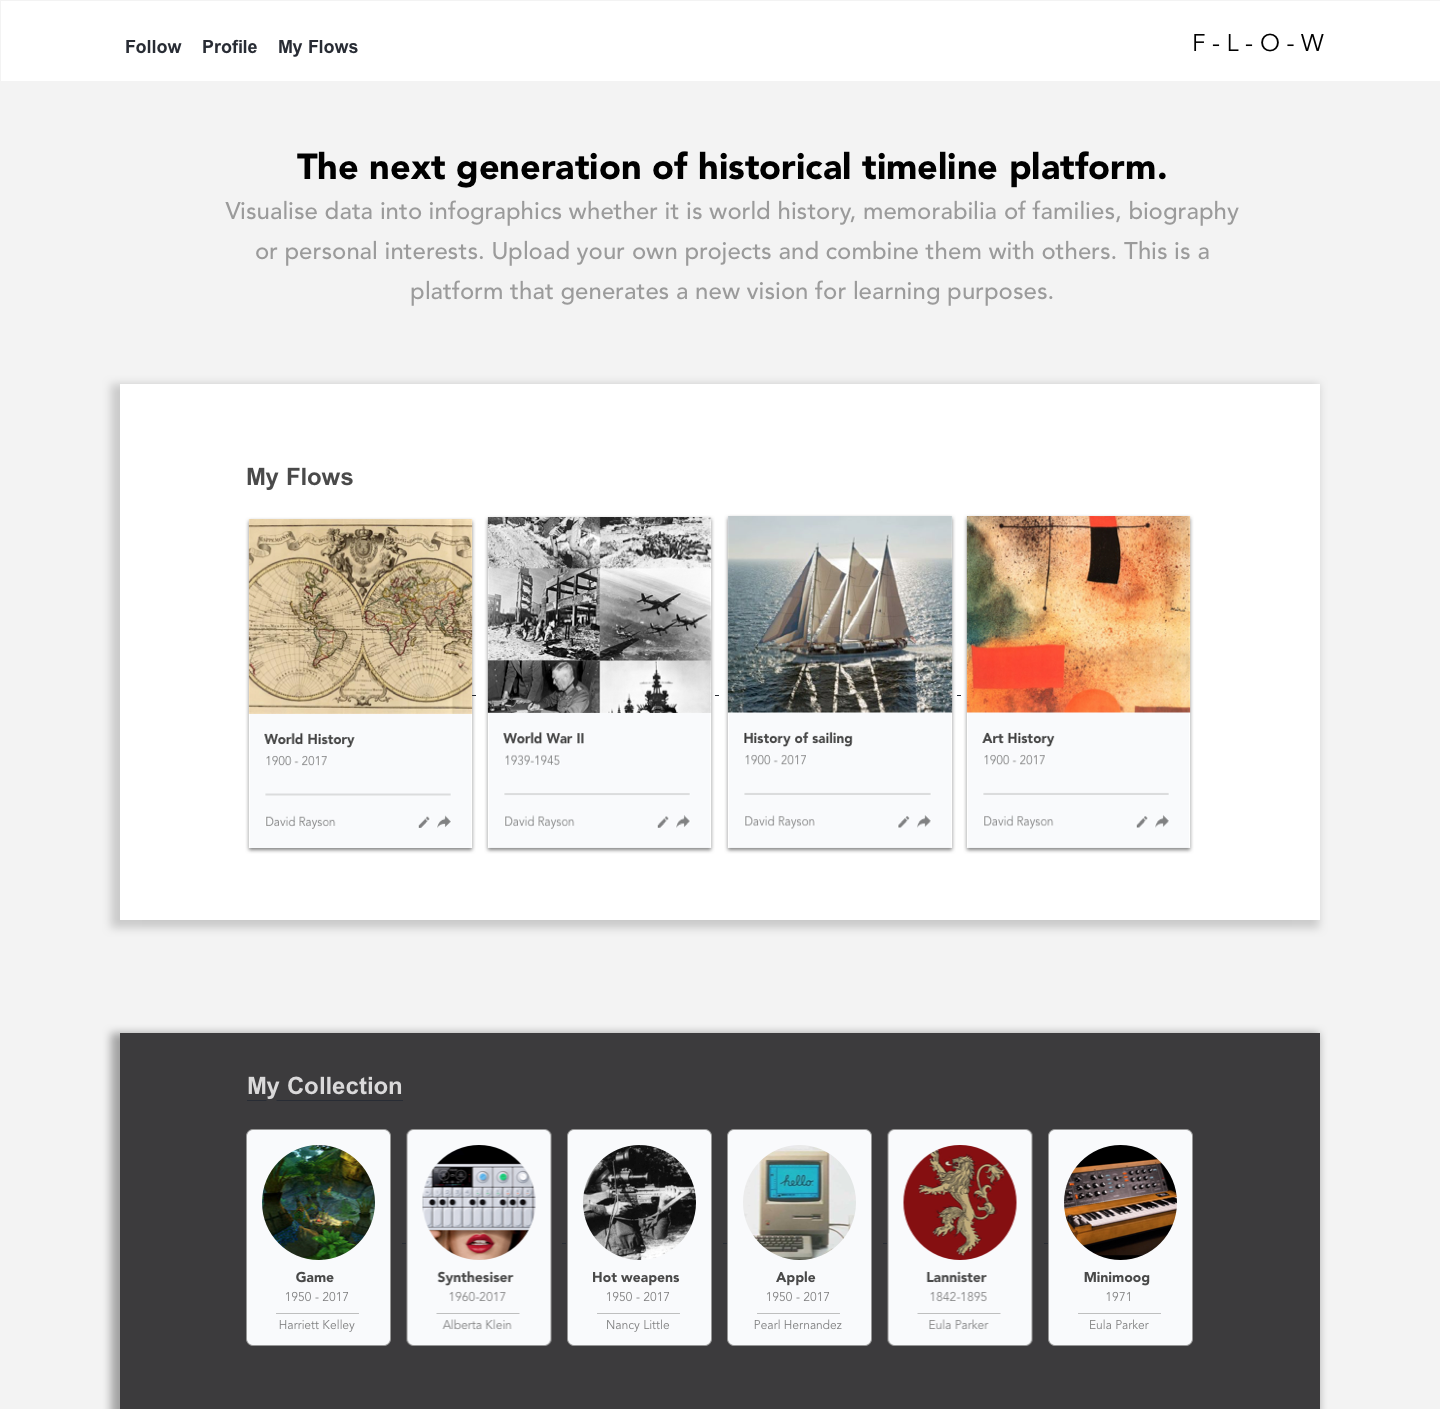 Follow Profile My Flows F - L - O - W
The next generation of historical timeline platform.
Visualise data into infographics whether it is world history, memorabilia of families, biography
or personal interests. Upload your own projects and combine them with others. This is a
platform that generates a new vision for learning purposes.
My Flows
World History
1900 - 2017
David Rayson
World War II
1939-1945
David Rayson
History of sailing
1900 - 2017
David Rayson
Art History
1900 - 2017
David Rayson
My Collection
hello.
Game
1950 - 2017
Harriett Kelley
Synthesiser
1960-2017
Alberta Klein
Hot weapens
1950 - 2017
Nancy Little
Apple
1950 - 2017
Pearl Hernandez
Lannister
1842-1895
Eula Parker
Minimoog
1971
Eula Parker